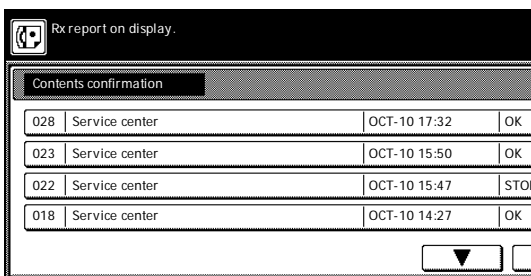 Rx report on display.
Contents confirmation
028 Service center OCT-10 17:32 OK
023 Service center OCT-10 15:50 OK
022 Service center OCT-10 15:47
018 Service center OCT-10 14:27 OK